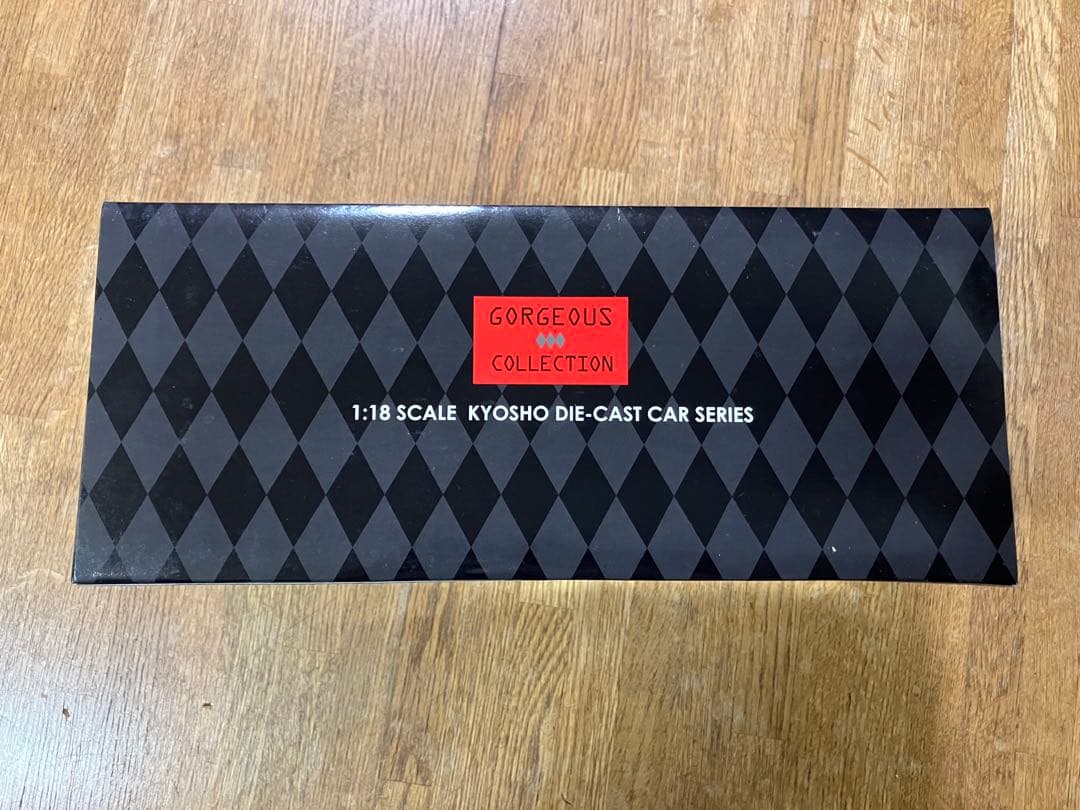 GORGEOUS
COLLECTION
1:18 SCALE KYOSHO DIE-CAST CAR SERIES